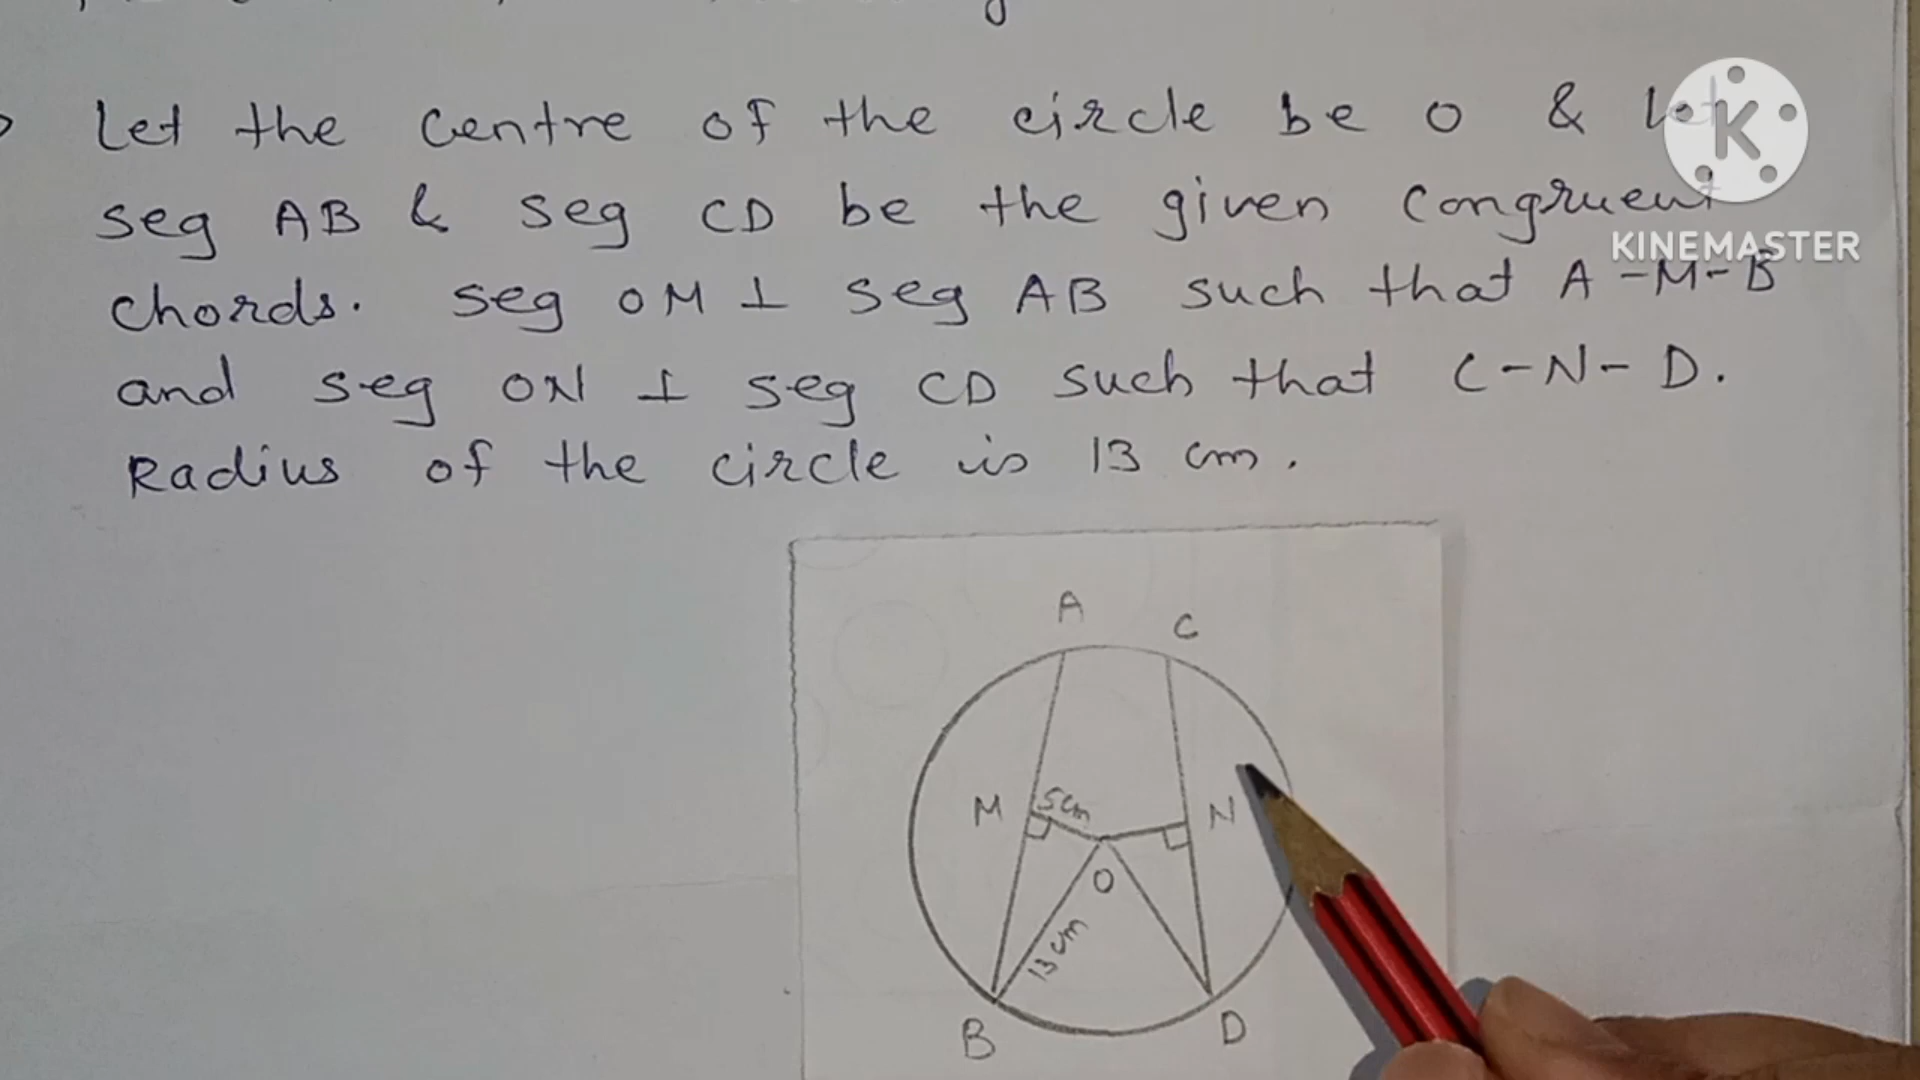 Let the centre of the circle be O & let
seg AB & seg CD be the given congruent
chords. seg OM ⊥ seg AB such that A-M-B
and seg ON ⊥ seg CD such that C-N-D.
Radius of the circle is 13 cm.
K
KINEMASTER
A
C
M
5cm
N
O
13 cm
B
D